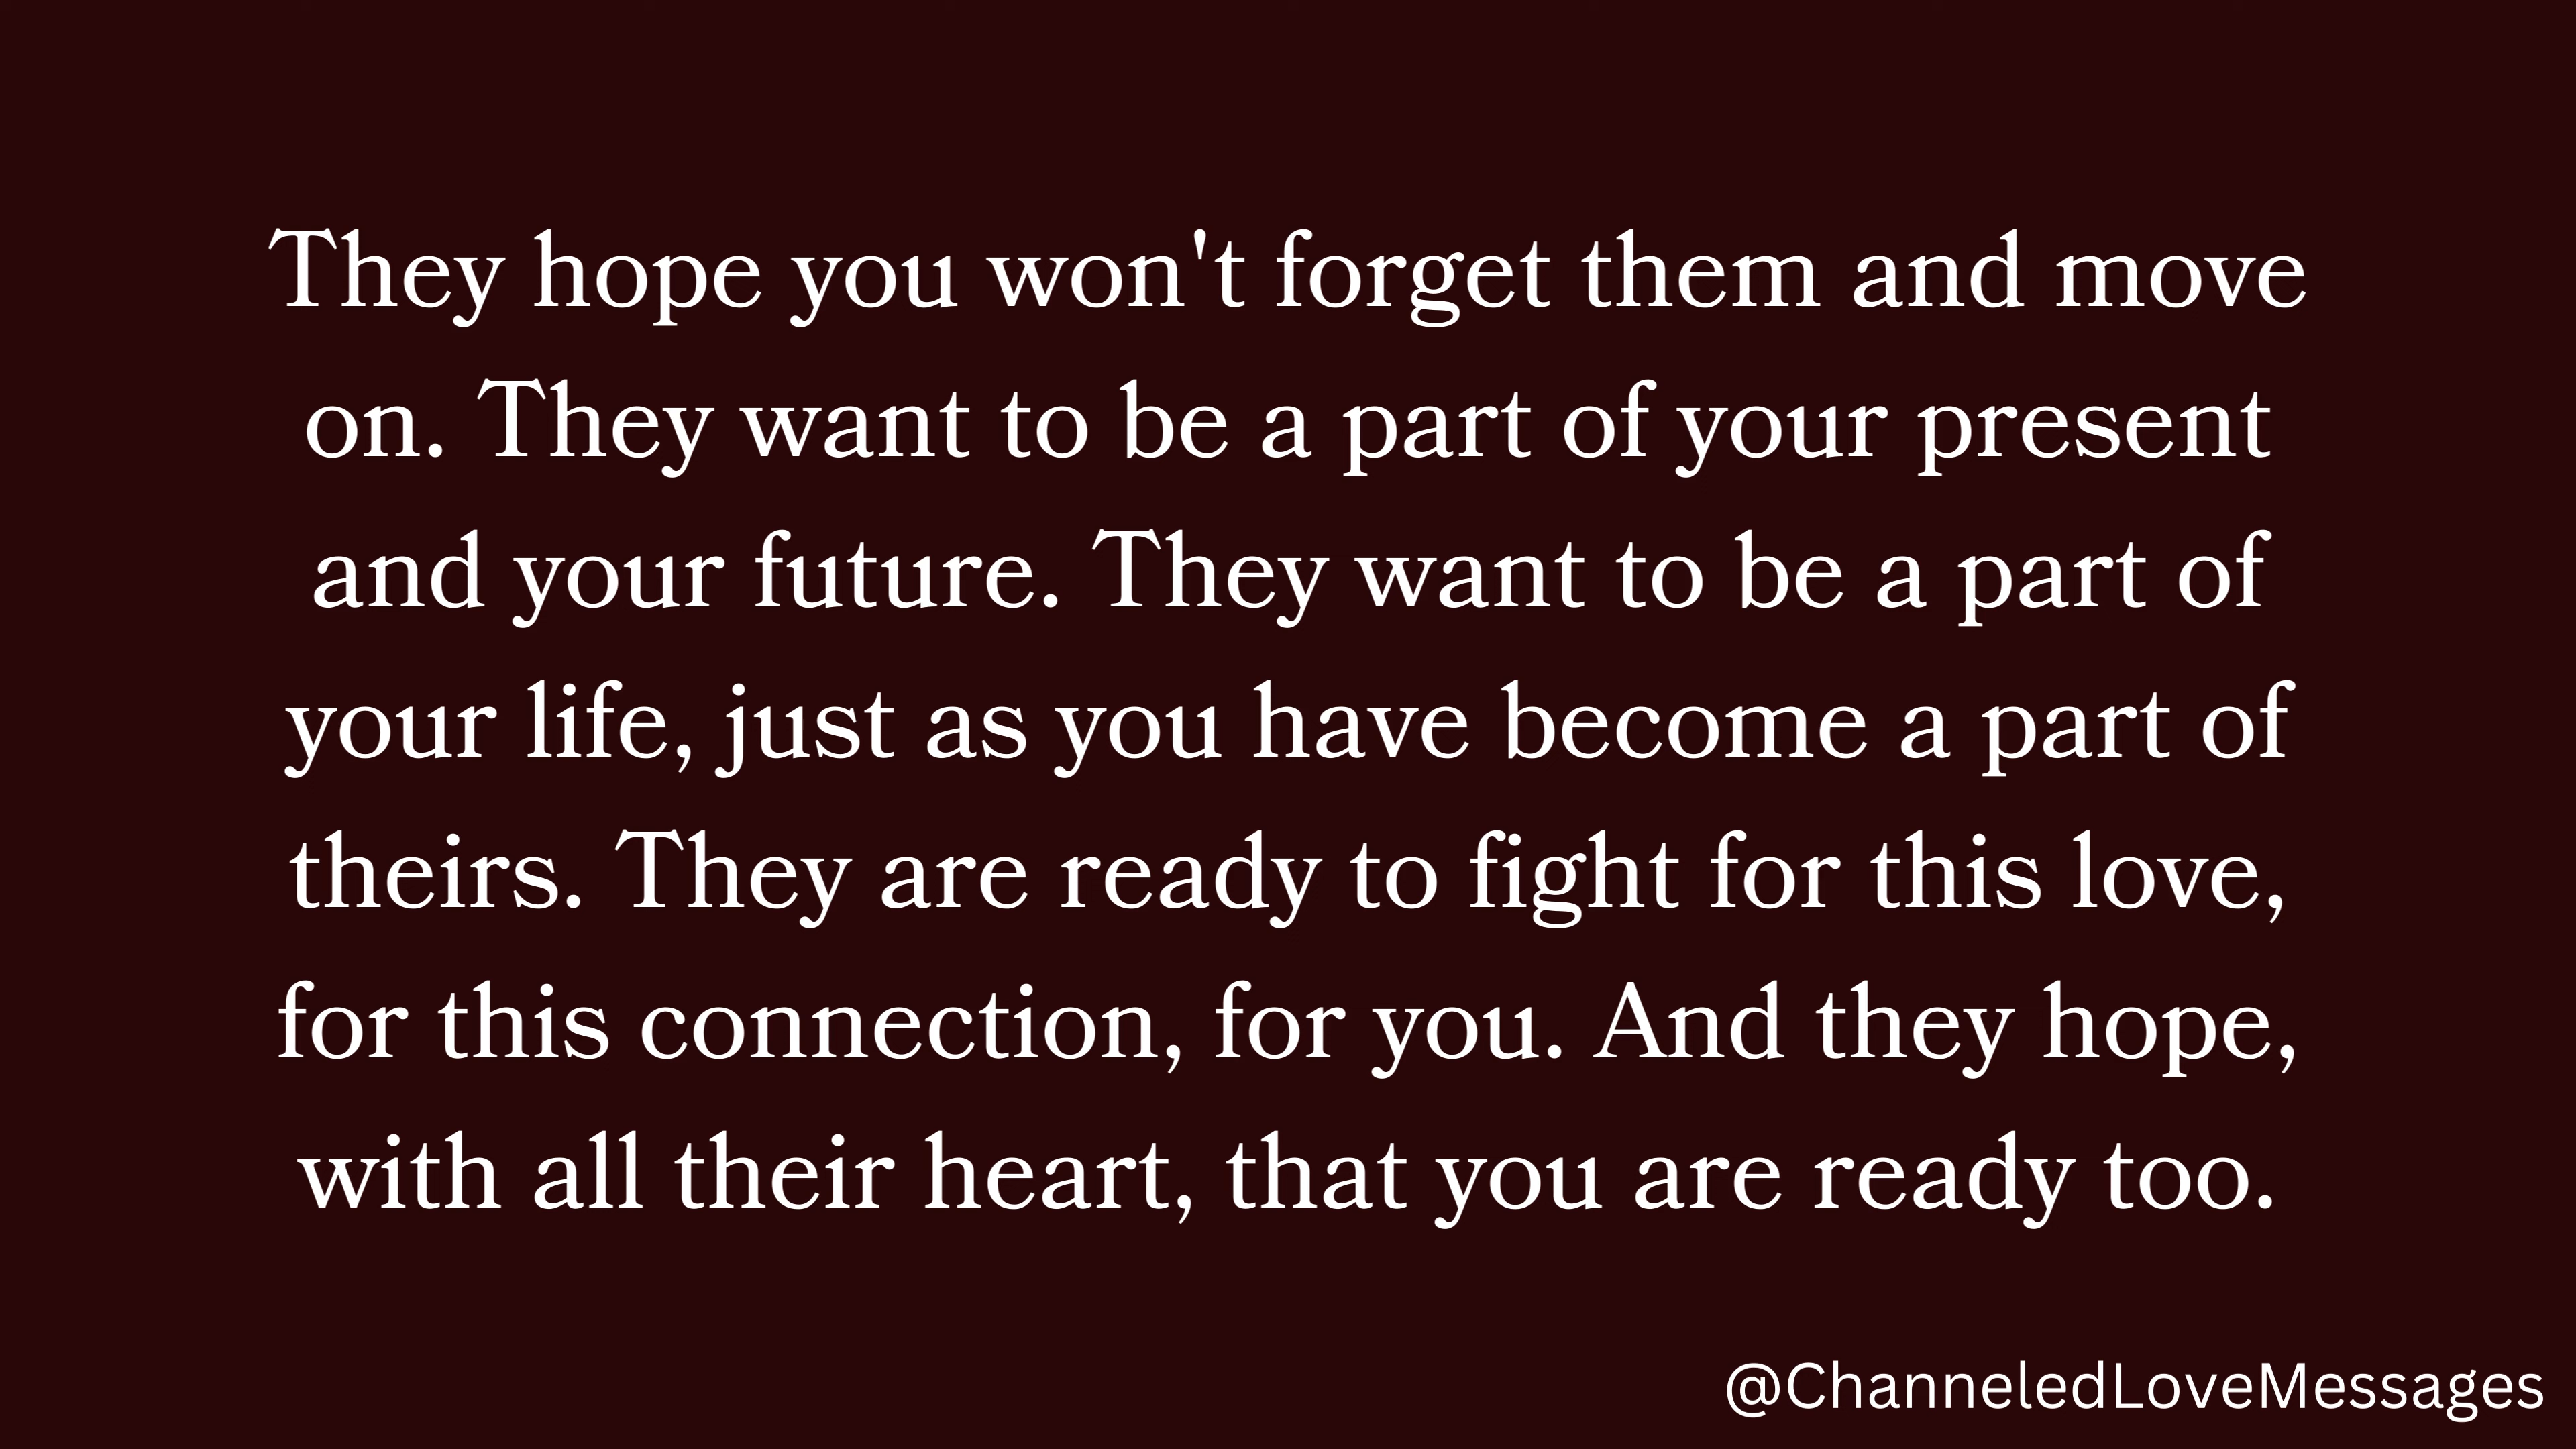 They hope you won't forget them and move
on. They want to be a part of your present
and your future. They want to be a part of
your life, just as you have become a part of
theirs. They are ready to fight for this love,
for this connection, for you. And they hope,
with all their heart, that you are ready too.
@ChanneledLoveMessages